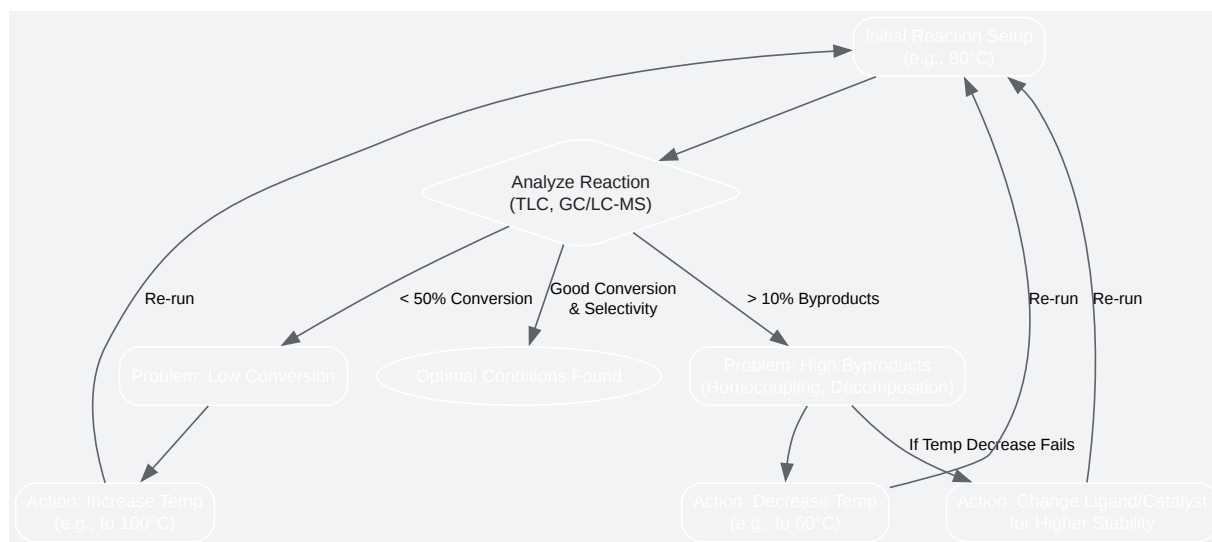 Initial Reaction Setup
(e.g., 80°C)
Analyze Reaction
(TLC, GC/LC-MS)
Re-run
< 50% Conversion
Good Conversion
& Selectivity
> 10% Byproducts
Re-run
Re-run
Problem: Low Conversion
Optimal Conditions Found
Problem: High Byproducts
(Homocoupling, Decomposition)
If Temp Decrease Fails
Action: Increase Temp
(e.g., to 100°C)
Action: Decrease Temp
(e.g., to 60°C)
Action: Change Ligand/Catalyst
for Higher Stability